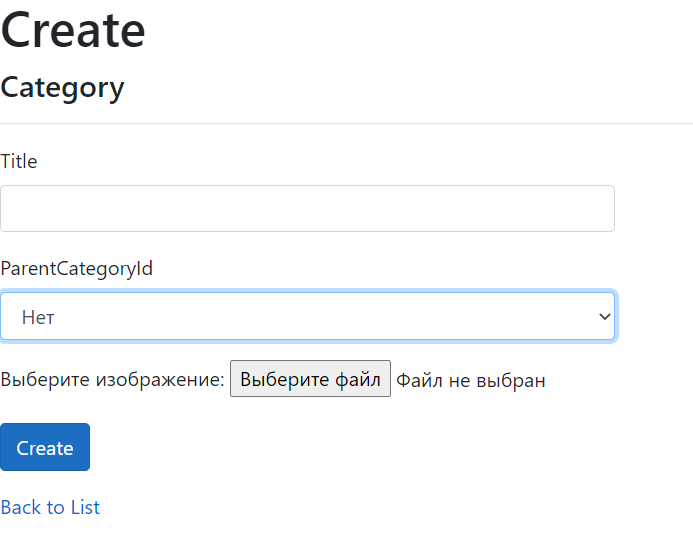 Create
Category
Title
ParentCategoryId
Нет
Выберите изображение: Выберите файл Файл не выбран
Create
Back to List